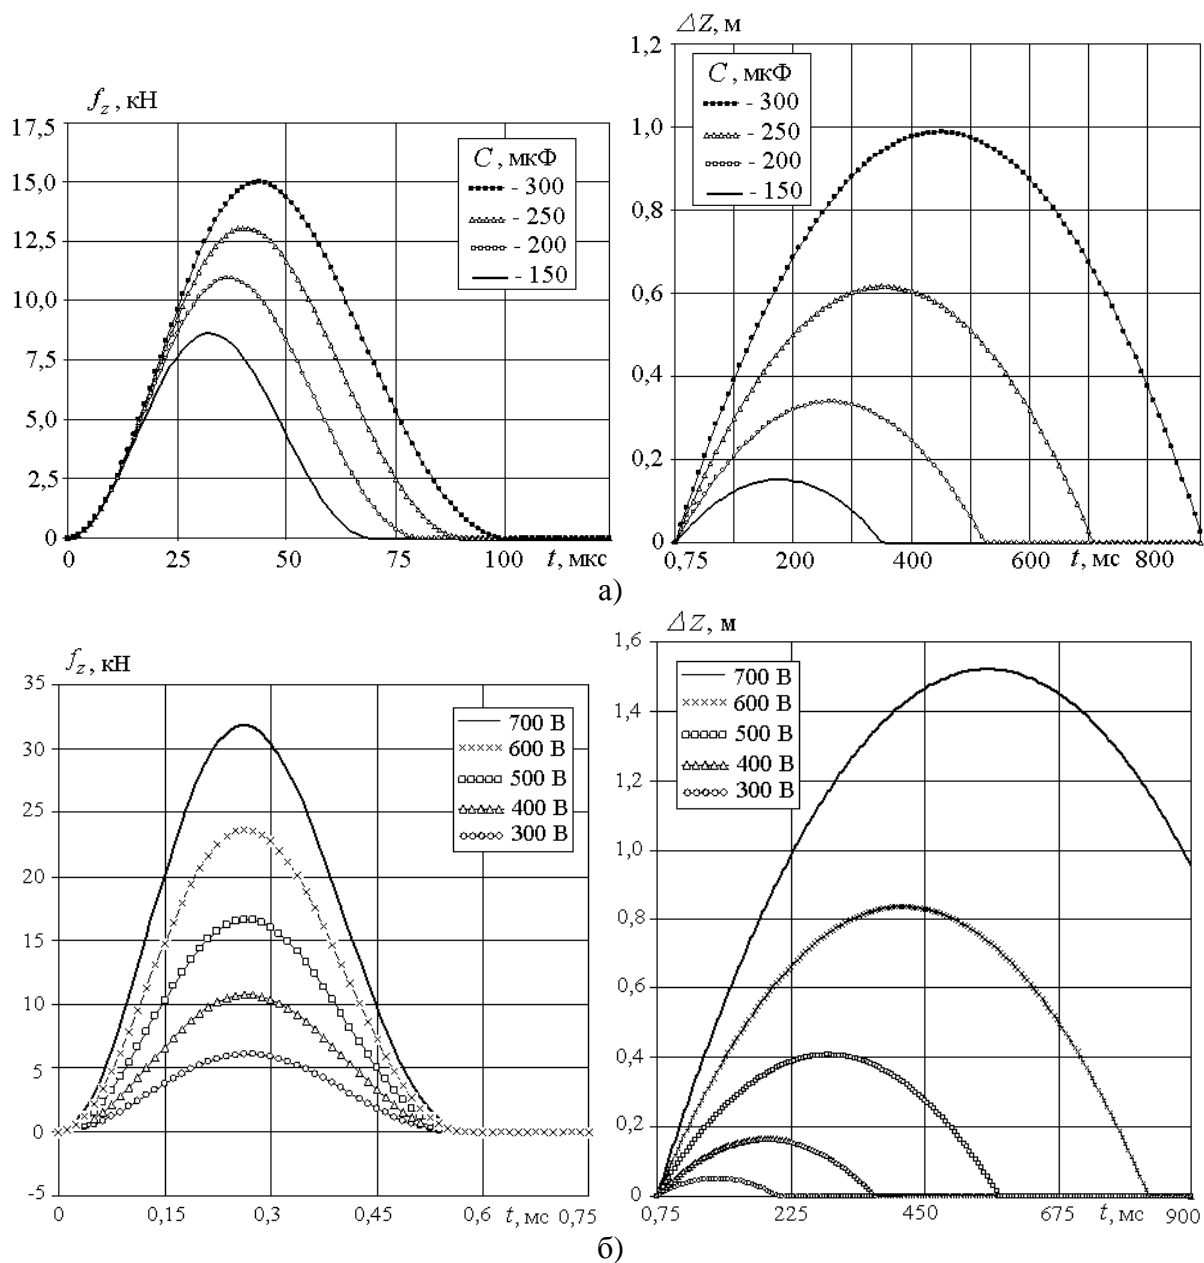 ΔZ, м
1,2
1,0
0,8
0,6
0,4
0,2
0
C, мкФ
- 300
- 250
- 200
- 150
0,75 200 400 600 t, мс 800
f_z, кН
17,5
15,0
12,5
10,0
7,5
5,0
2,5
0
C, мкФ
- 300
- 250
- 200
- 150
0 25 50 75 100 t, мкс
а)
f_z, кН
35
30
25
20
15
10
5
0
-5
700 В
600 В
500 В
400 В
300 В
0 0,15 0,3 0,45 0,6 t, мс 0,75
ΔZ, м
1,6
1,4
1,2
1,0
0,8
0,6
0,4
0,2
0
700 В
600 В
500 В
400 В
300 В
0,75 225 450 675 t, мс 900
б)